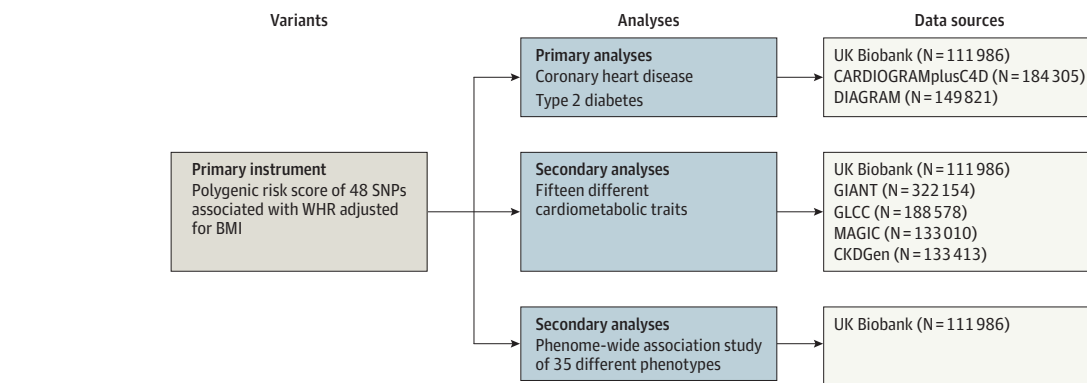 Variants
Analyses
Data sources
Primary instrument
Polygenic risk score of 48 SNPs
associated with WHR adjusted
for BMI
Primary analyses
Coronary heart disease
Type 2 diabetes
UK Biobank (N = 111 986)
CARDIOGRAMplusC4D (N = 184 305)
DIAGRAM (N = 149 821)
Secondary analyses
Fifteen different
cardiometabolic traits
UK Biobank (N = 111 986)
GIANT (N = 322 154)
GLCC (N = 188 578)
MAGIC (N = 133 010)
CKDGen (N = 133 413)
Secondary analyses
Phenome-wide association study
of 35 different phenotypes
UK Biobank (N = 111 986)